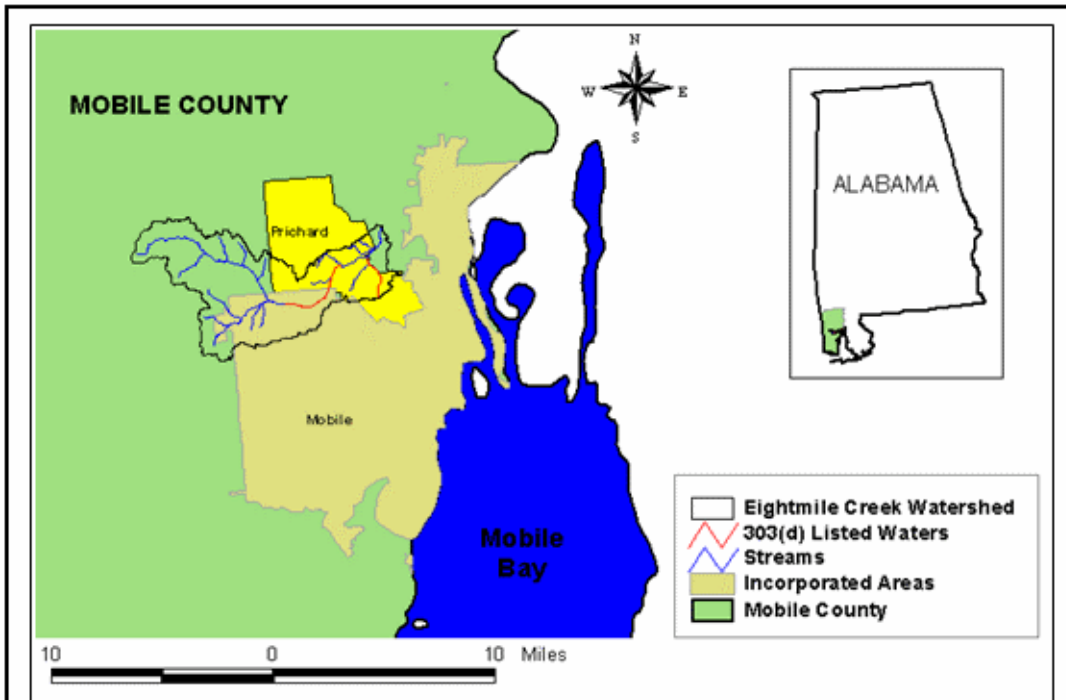 MOBILE COUNTY
N
W E
S
ALABAMA
Prichard
Mobile
Mobile
Bay
Eightmile Creek Watershed
303(d) Listed Waters
Streams
Incorporated Areas
Mobile County
10 0 10 Miles